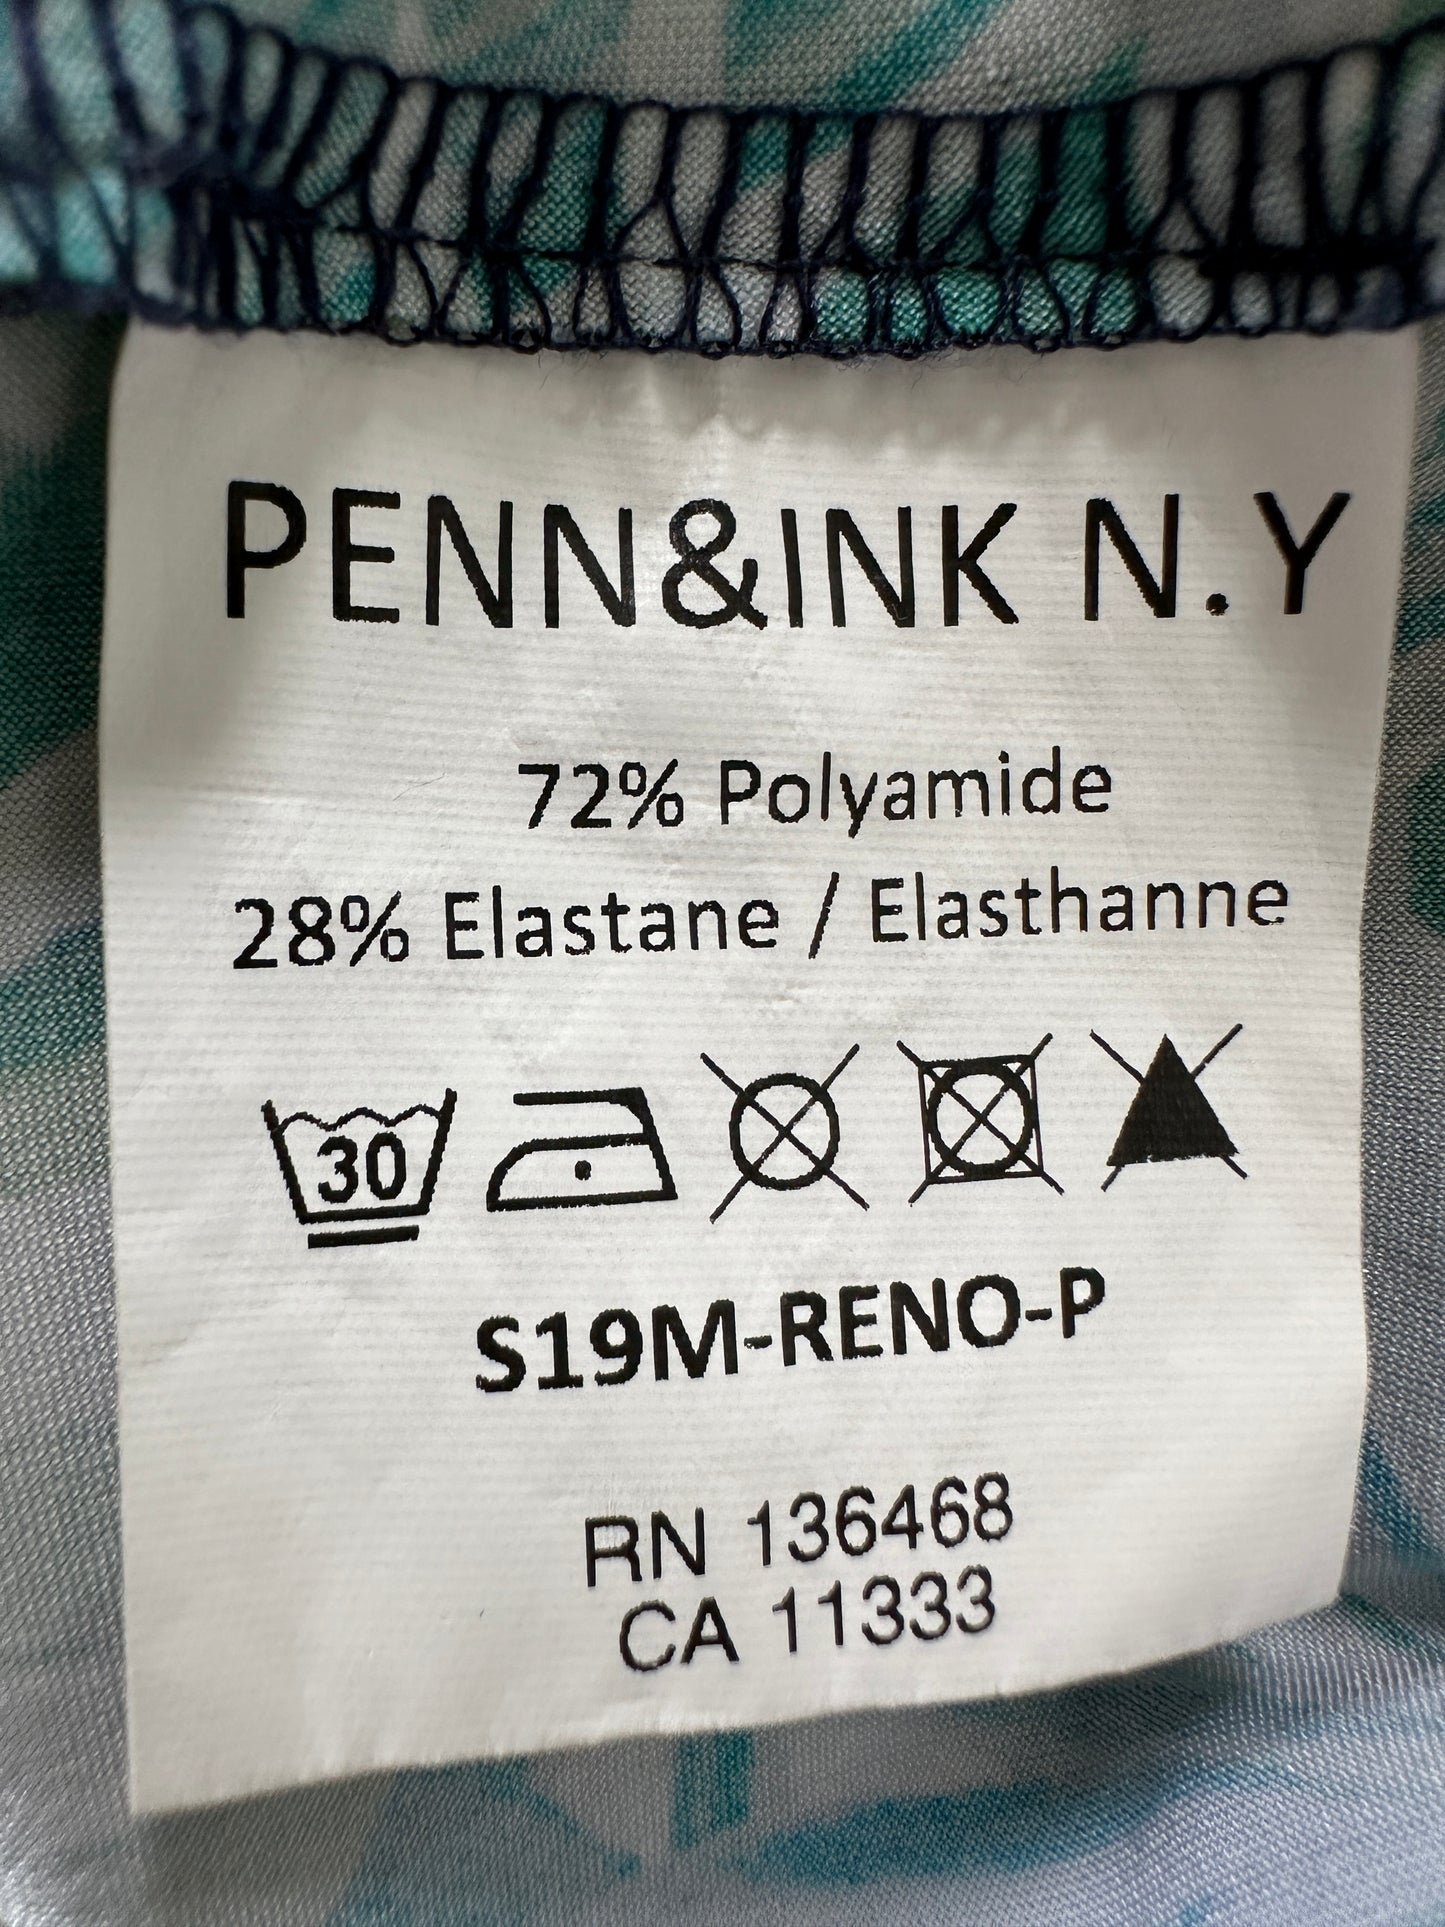 PENN&INK N.Y
72% Polyamide
28% Elastane / Elasthanne
30
S19M-RENO-P
RN 136468
CA 11333